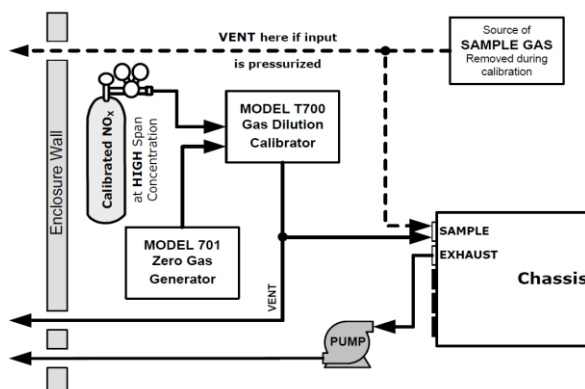 VENT here if input
is pressurized
Source of
SAMPLE GAS
Removed during
calibration
Enclosure Wall
Calibrated NOx
at HIGH Span
Concentration
MODEL T700
Gas Dilution
Calibrator
MODEL 701
Zero Gas
Generator
VENT
SAMPLE
EXHAUST
Chassis
PUMP